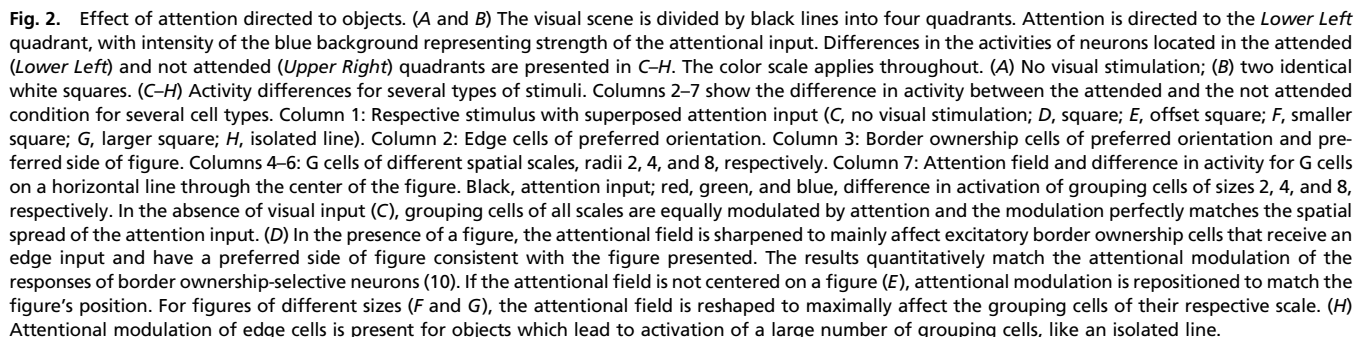 Fig. 2. Effect of attention directed to objects. (A and B) The visual scene is divided by black lines into four quadrants. Attention is directed to the Lower Left
quadrant, with intensity of the blue background representing strength of the attentional input. Differences in the activities of neurons located in the attended
(Lower Left) and not attended (Upper Right) quadrants are presented in C–H. The color scale applies throughout. (A) No visual stimulation; (B) two identical
white squares. (C–H) Activity differences for several types of stimuli. Columns 2–7 show the difference in activity between the attended and the not attended
condition for several cell types. Column 1: Respective stimulus with superposed attention input (C, no visual stimulation; D, square; E, offset square; F, smaller
square; G, larger square; H, isolated line). Column 2: Edge cells of preferred orientation. Column 3: Border ownership cells of preferred orientation and pre-
ferred side of figure. Columns 4–6: G cells of different spatial scales, radii 2, 4, and 8, respectively. Column 7: Attention field and difference in activity for G cells
on a horizontal line through the center of the figure. Black, attention input; red, green, and blue, difference in activation of grouping cells of sizes 2, 4, and 8,
respectively. In the absence of visual input (C), grouping cells of all scales are equally modulated by attention and the modulation perfectly matches the spatial
spread of the attention input. (D) In the presence of a figure, the attentional field is sharpened to mainly affect excitatory border ownership cells that receive an
edge input and have a preferred side of figure consistent with the figure presented. The results quantitatively match the attentional modulation of the
responses of border ownership-selective neurons (10). If the attentional field is not centered on a figure (E), attentional modulation is repositioned to match the
figure's position. For figures of different sizes (F and G), the attentional field is reshaped to maximally affect the grouping cells of their respective scale. (H)
Attentional modulation of edge cells is present for objects which lead to activation of a large number of grouping cells, like an isolated line.